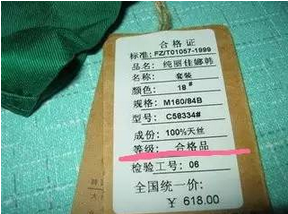 合格证
标准: FZ/T01057-1999
品名: 纯丽佳娜韩
名称: 套装
颜色: 18#
规格: M160/84B
型号: C58334#
成份: 100%天丝
等级: 合格品
检验工号: 06
全国统一价:
¥ 618.00